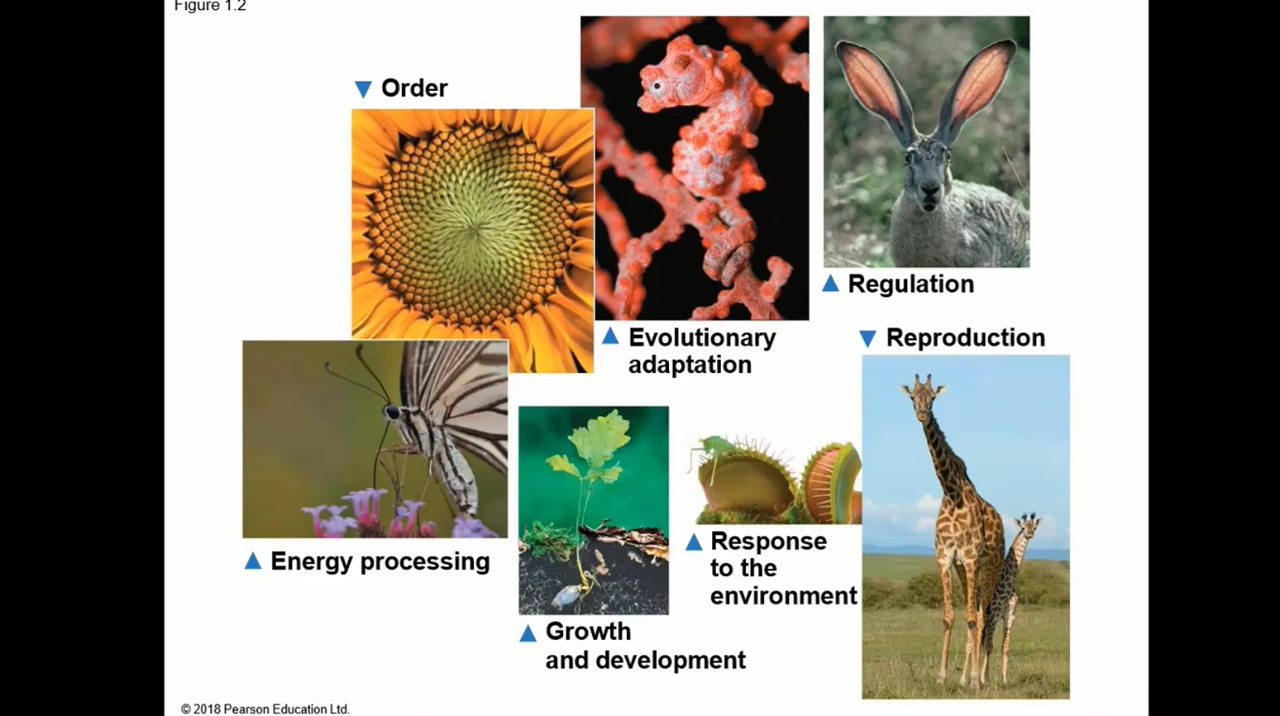 Figure 1.2
Order
Regulation
Evolutionary
adaptation
Reproduction
Energy processing
Response
to the
environment
Growth
and development
© 2018 Pearson Education Ltd.